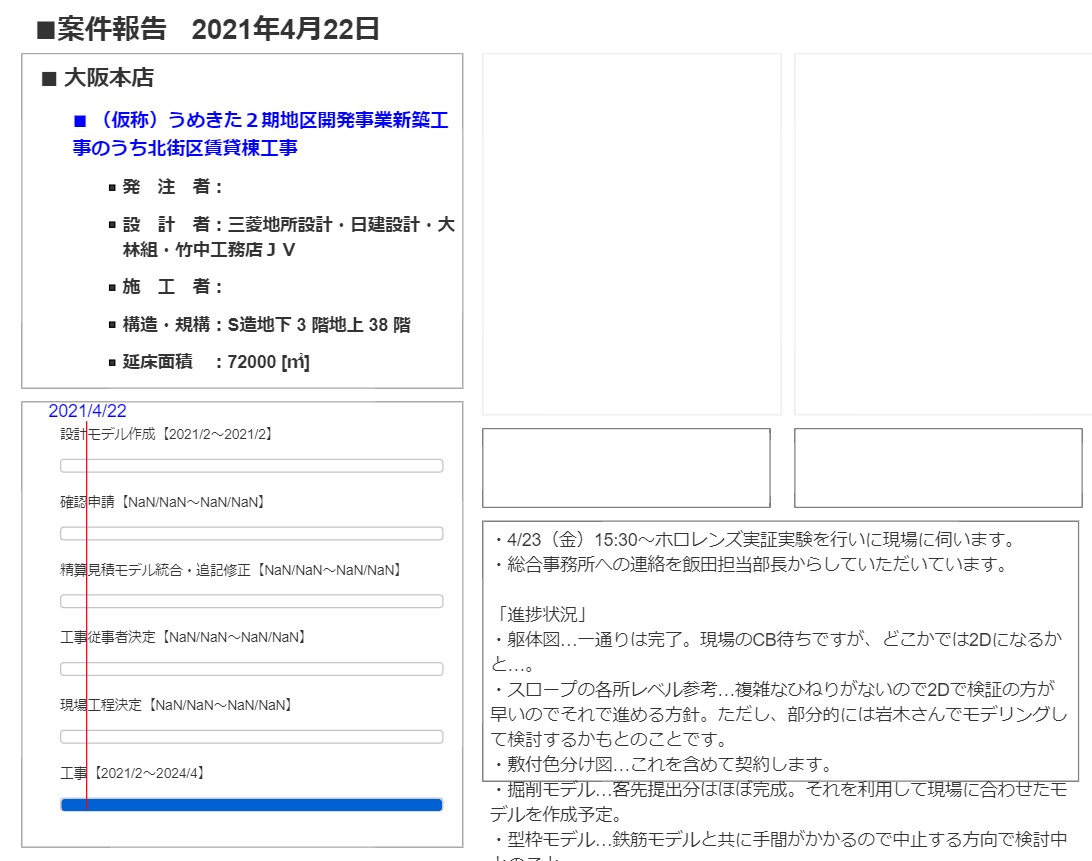 ■案件報告 2021年4月22日
■ 大阪本店
■ （仮称）うめきた２期地区開発事業新築工
事のうち北街区賃貸棟工事
▪ 発　注　者：
▪ 設　計　者：三菱地所設計・日建設計・大
林組・竹中工務店ＪＶ
▪ 施　工　者：
▪ 構造・規構：S造地下 3 階地上 38 階
▪ 延床面積　：72000 [㎡]
2021/4/22
設計モデル作成【2021/2～2021/2】
確認申請【NaN/NaN～NaN/NaN】
精算見積モデル統合・追記修正【NaN/NaN～NaN/NaN】
工事従事者決定【NaN/NaN～NaN/NaN】
現場工程決定【NaN/NaN～NaN/NaN】
工事【2021/2～2024/4】
・4/23（金）15:30～ホロレンズ実証実験を行いに現場に伺います。
・総合事務所への連絡を飯田担当部長からしていただいています。
「進捗状況」
・躯体図…一通りは完了。現場のCB待ちですが、どこかでは2Dになるか
と…。
・スロープの各所レベル参考…複雑なひねりがないので2Dで検証の方が
早いのでそれで進める方針。ただし、部分的には岩木さんでモデリングし
て検討するかもとのことです。
・敷付色分け図…これを含めて契約します。
・掘削モデル…客先提出分はほぼ完成。それを利用して現場に合わせたモ
デルを作成予定。
・型枠モデル…鉄筋モデルと共に手間がかかるので中止する方向で検討中